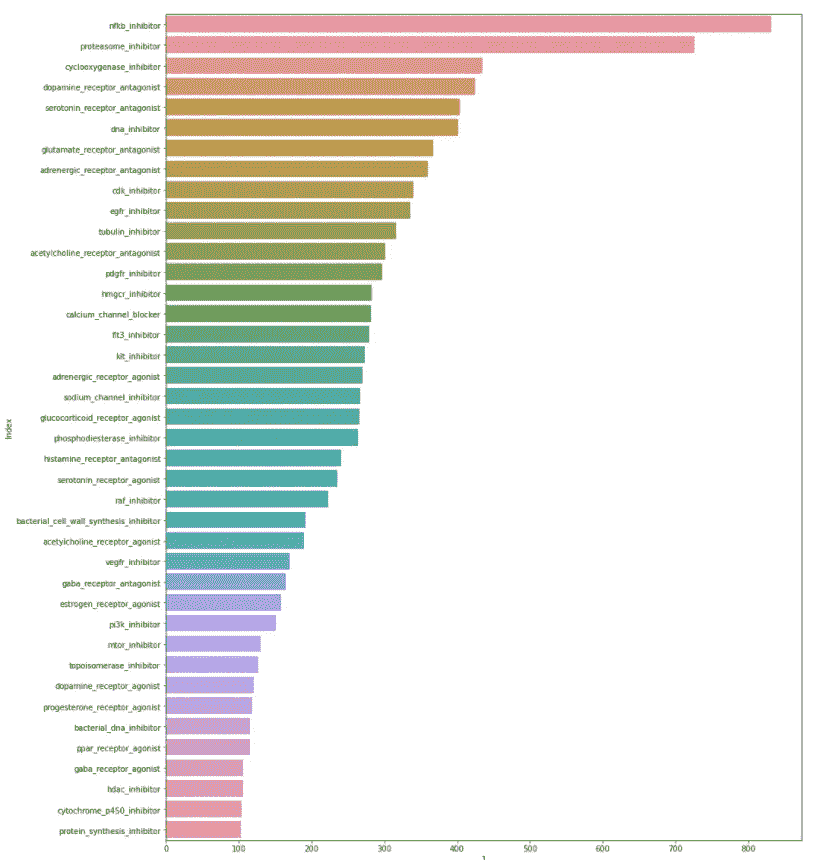 nfkb_inhibitor
proteasome_inhibitor
cyclooxygenase_inhibitor
dopamine_receptor_antagonist
serotonin_receptor_antagonist
dna_inhibitor
glutamate_receptor_antagonist
adrenergic_receptor_antagonist
cdk_inhibitor
egfr_inhibitor
tubulin_inhibitor
acetylcholine_receptor_antagonist
pdgfr_inhibitor
hmgcr_inhibitor
calcium_channel_blocker
flt3_inhibitor
kit_inhibitor
adrenergic_receptor_agonist
sodium_channel_inhibitor
glucocorticoid_receptor_agonist
phosphodiesterase_inhibitor
histamine_receptor_antagonist
serotonin_receptor_agonist
raf_inhibitor
bacterial_cell_wall_synthesis_inhibitor
acetylcholine_receptor_agonist
vegfr_inhibitor
gaba_receptor_antagonist
estrogen_receptor_agonist
pi3k_inhibitor
mtor_inhibitor
topoisomerase_inhibitor
dopamine_receptor_agonist
progesterone_receptor_agonist
bacterial_dna_inhibitor
ppar_receptor_agonist
gaba_receptor_agonist
hdac_inhibitor
cytochrome_p450_inhibitor
protein_synthesis_inhibitor
Index
0 100 200 300 400 500 600 700 800